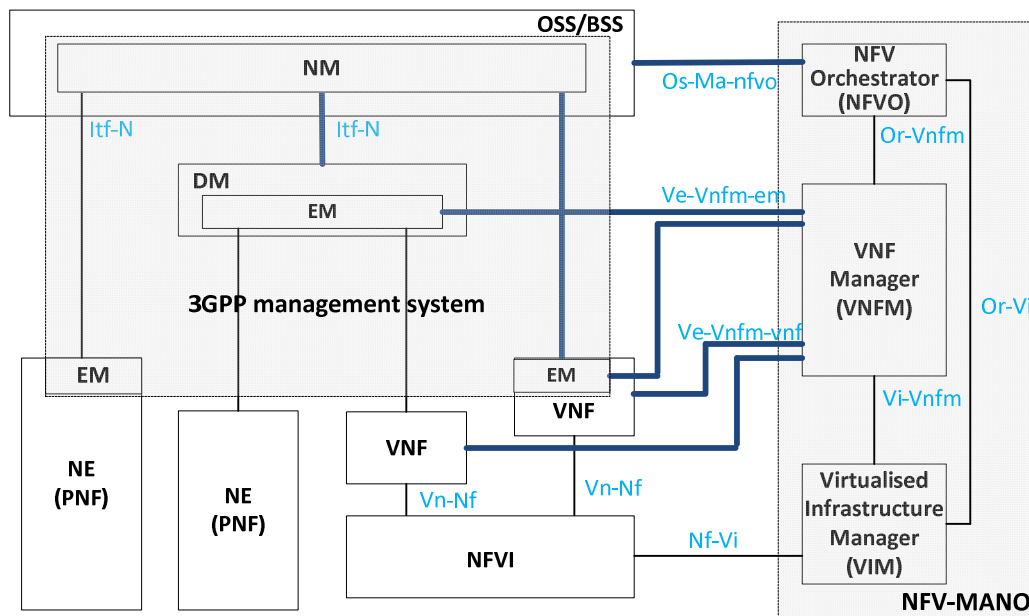 OSS/BSS
NM
NFV
Orchestrator
(NFVO)
Os-Ma-nfvo
Itf-N
Itf-N
Or-Vnfm
DM
EM
Ve-Vnfm-em
VNF
Manager
(VNFM)
3GPP management system
Or-Vi
Ve-Vnfm-vnf
EM
EM
VNF
Vi-Vnfm
VNF
NE
(PNF)
NE
(PNF)
Vn-Nf
Vn-Nf
Virtualised
Infrastructure
Manager
(VIM)
NFVI
Nf-Vi
NFV-MANO